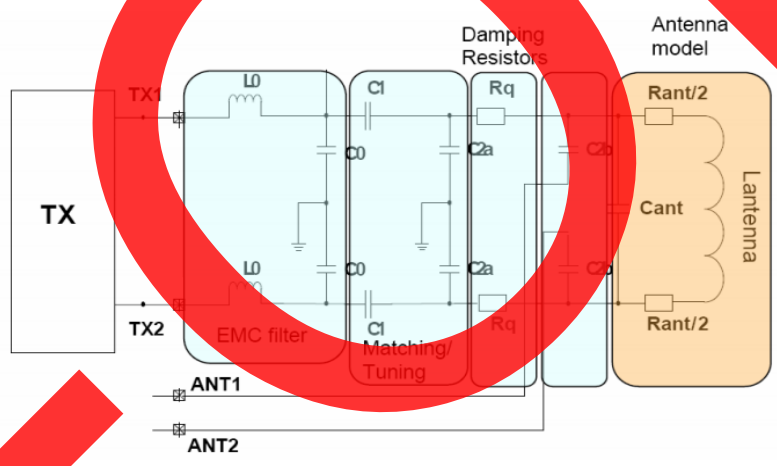 Damping
Resistors
Antenna
model
TX1
L0
C1
Rq
Rant/2
C0
C2a
C2b
TX
Cant
Lantenna
L0
C0
C2a
C2b
TX2
EMC filter
C1
Matching/
Tuning
Rq
Rant/2
ANT1
ANT2